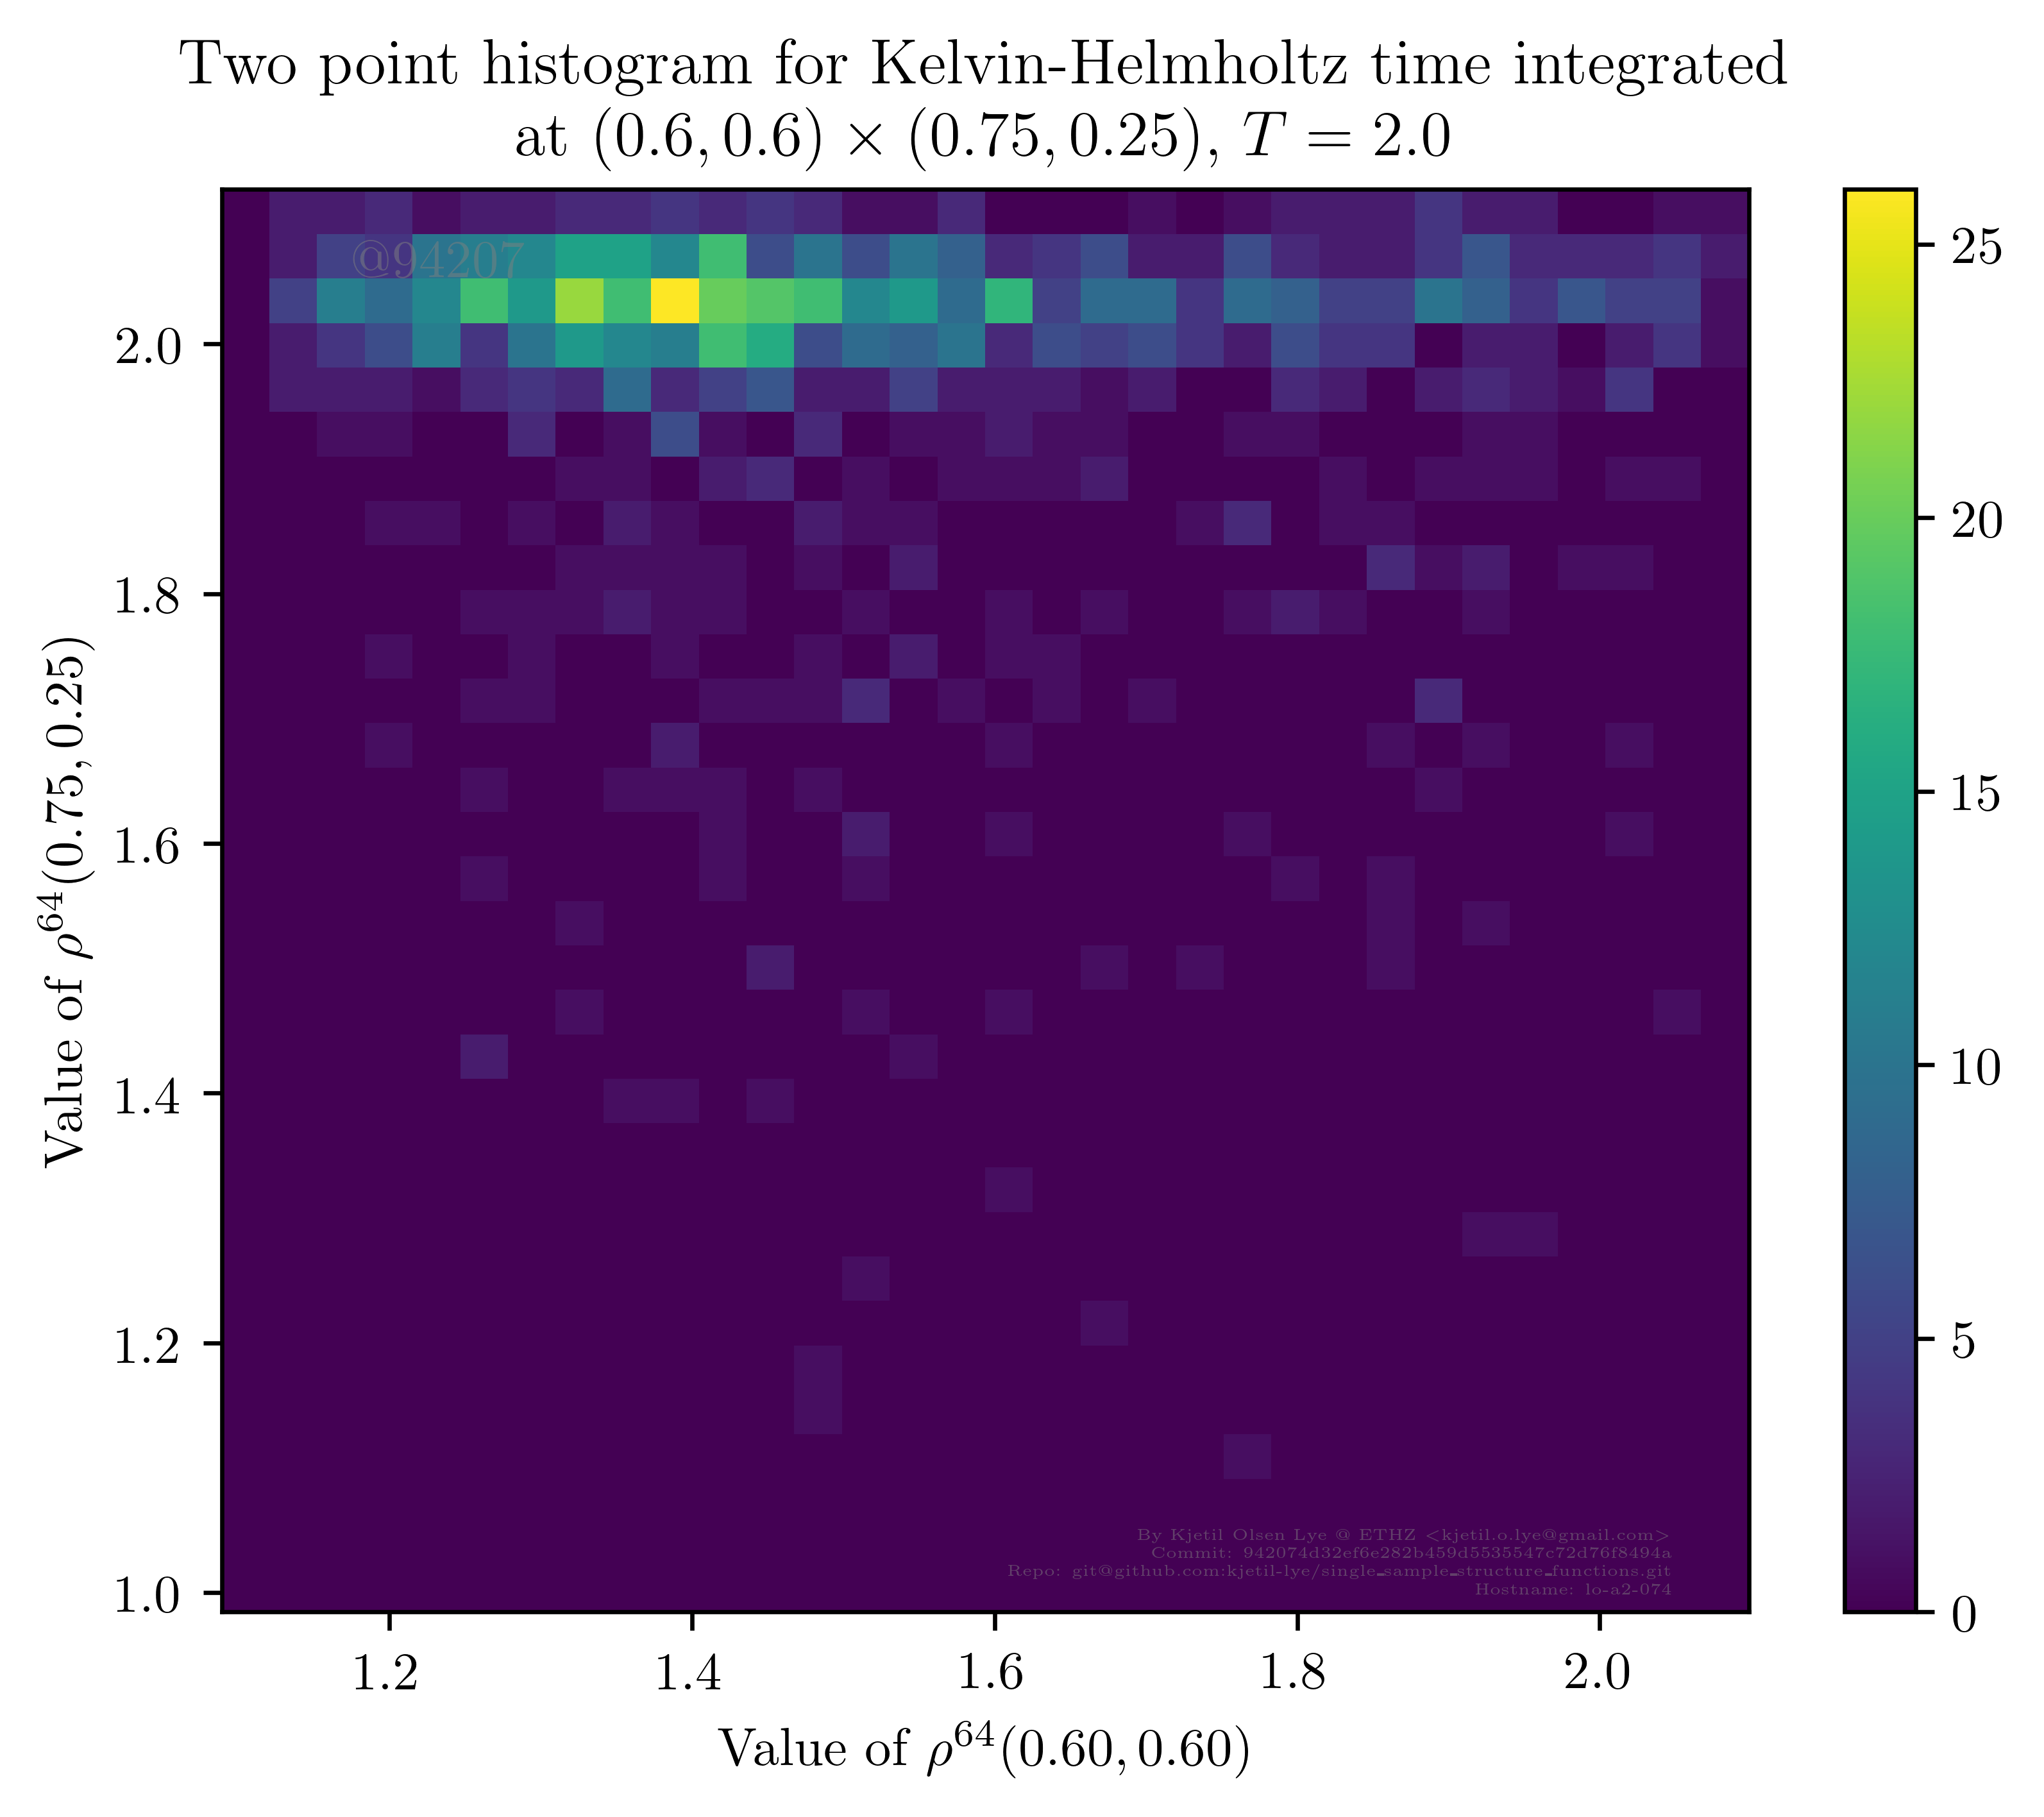 Two point histogram for Kelvin-Helmholtz time integrated
at (0.6, 0.6) × (0.75, 0.25), T = 2.0
@94207
2.0
1.8
1.6
1.4
1.2
1.0
Value of ρ^64(0.75, 0.25)
1.2 1.4 1.6 1.8 2.0
Value of ρ^64(0.60, 0.60)
25
20
15
10
5
0
By Kjetil Olsen Lye @ ETHZ <kjetil.o.lye@gmail.com>
Commit: 942074d32ef6e282b459d5535547c72d76f8494a
Repo: git@github.com:kjetil-lye/single_sample_structure_functions.git
Hostname: lo-a2-074